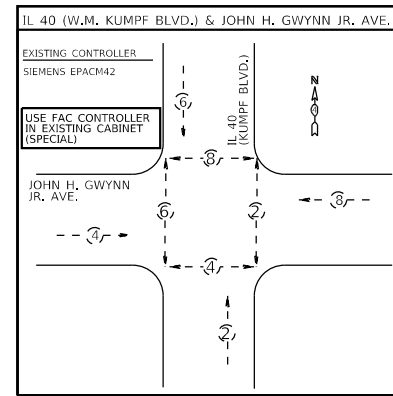 IL 40 (W.M. KUMPF BLVD.) & JOHN H. GWYNN JR. AVE.
EXISTING CONTROLLER
SIEMENS EPACM42
USE FAC CONTROLLER
IN EXISTING CABINET
(SPECIAL)
6
IL 40
(KUMPF BLVD.)
N
8
JOHN H. GWYNN
JR. AVE.
6
2
8
4
4
2